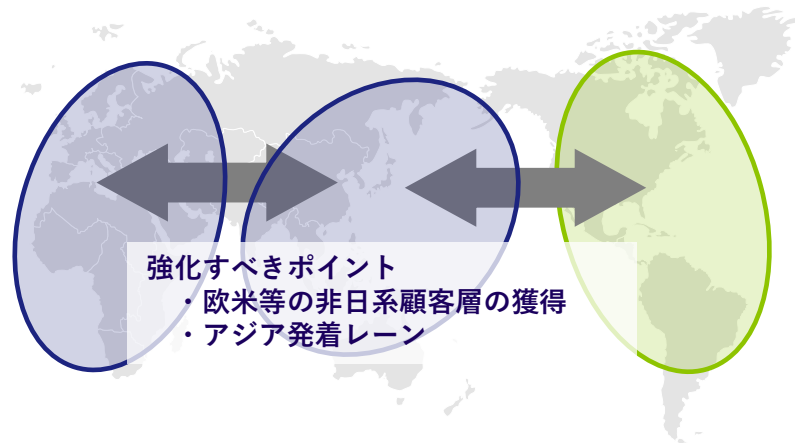 強化すべきポイント
・欧米等の非日系顧客層の獲得
・アジア発着レーン